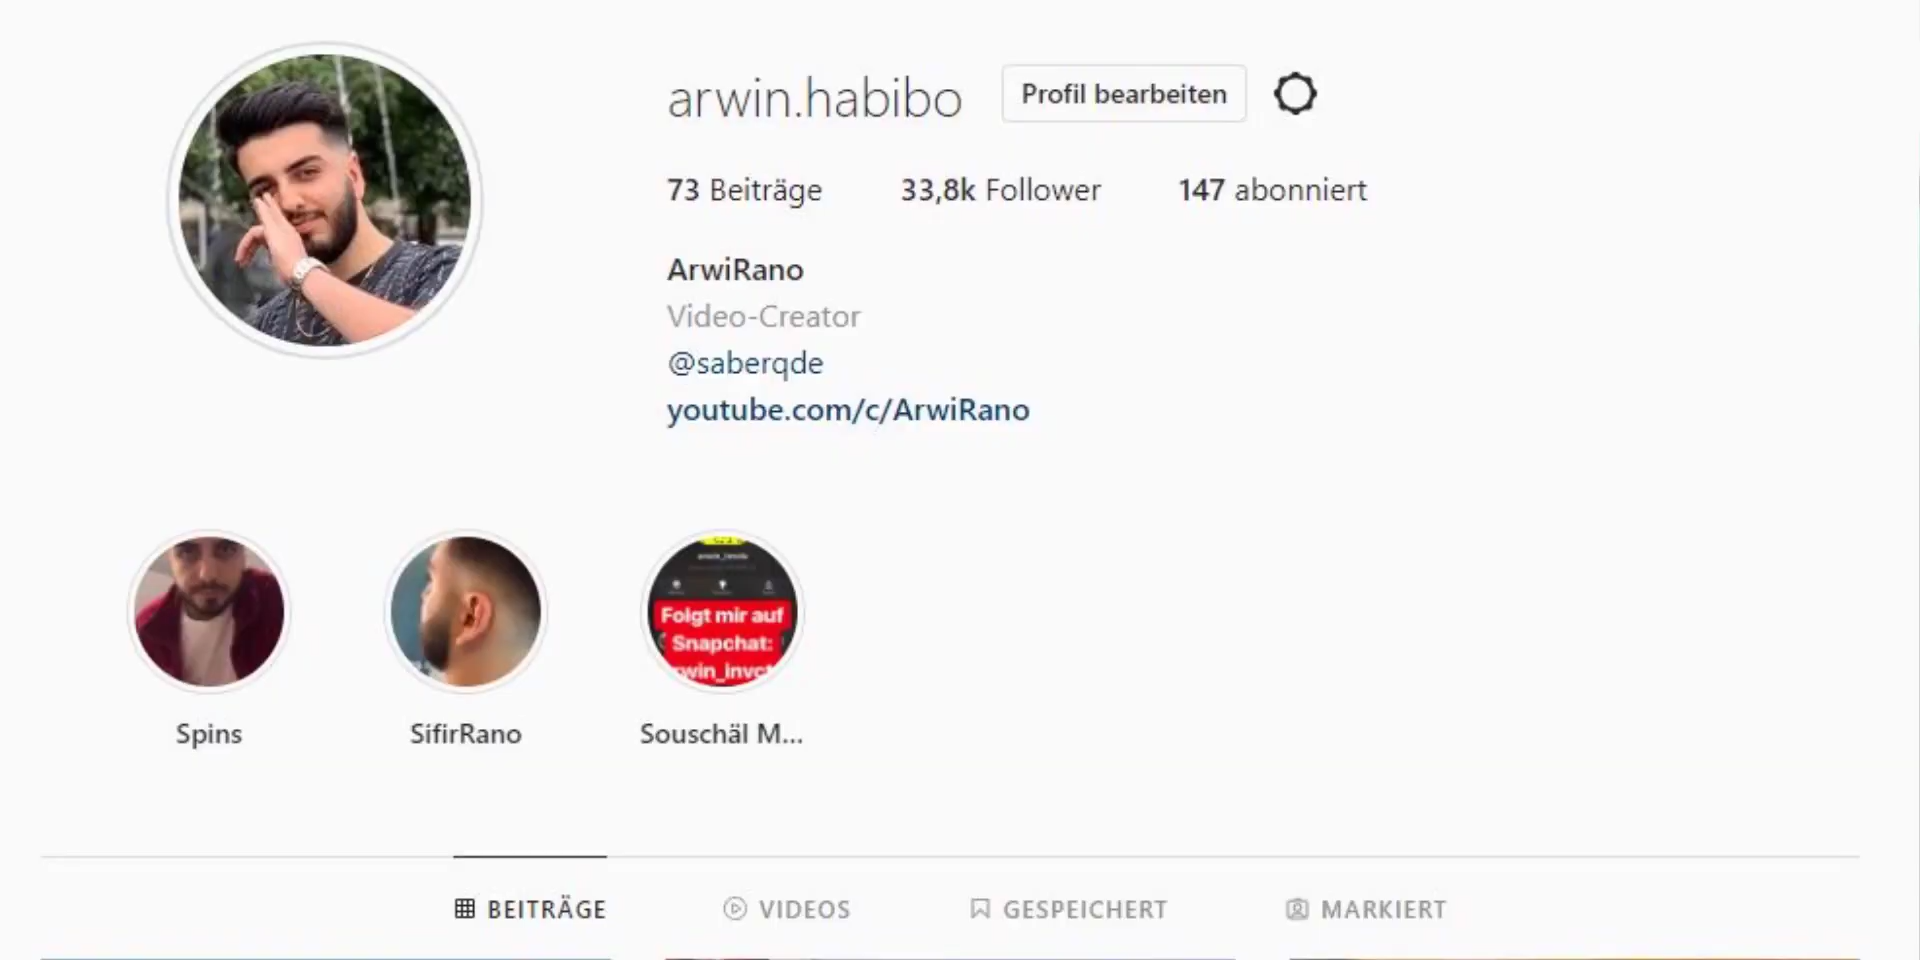 arwin.habibo
Profil bearbeiten
73 Beiträge
33,8k Follower
147 abonniert
ArwiRano
Video-Creator
@saberqde
youtube.com/c/ArwiRano
Folgt mir auf
Snapchat:
Spins
SifirRano
Souschäl M...
BEITRÄGE
VIDEOS
GESPEICHERT
MARKIERT